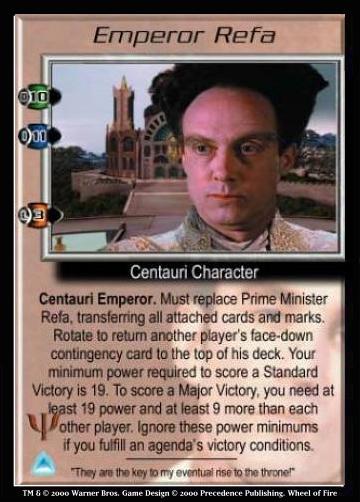 Emperor Refa
D10
I11
L3
Centauri Character
Centauri Emperor. Must replace Prime Minister
Refa, transferring all attached cards and marks.
Rotate to return another player's face-down
contingency card to the top of his deck. Your
minimum power required to score a Standard
Victory is 19. To score a Major Victory, you need at
least 19 power and at least 9 more than each
other player. Ignore these power minimums
if you fulfill an agenda's victory conditions.
"They are the key to my eventual rise to the throne!"
TM & © 2000 Warner Bros. Game Design © 2000 Precedence Publishing. Wheel of Fire